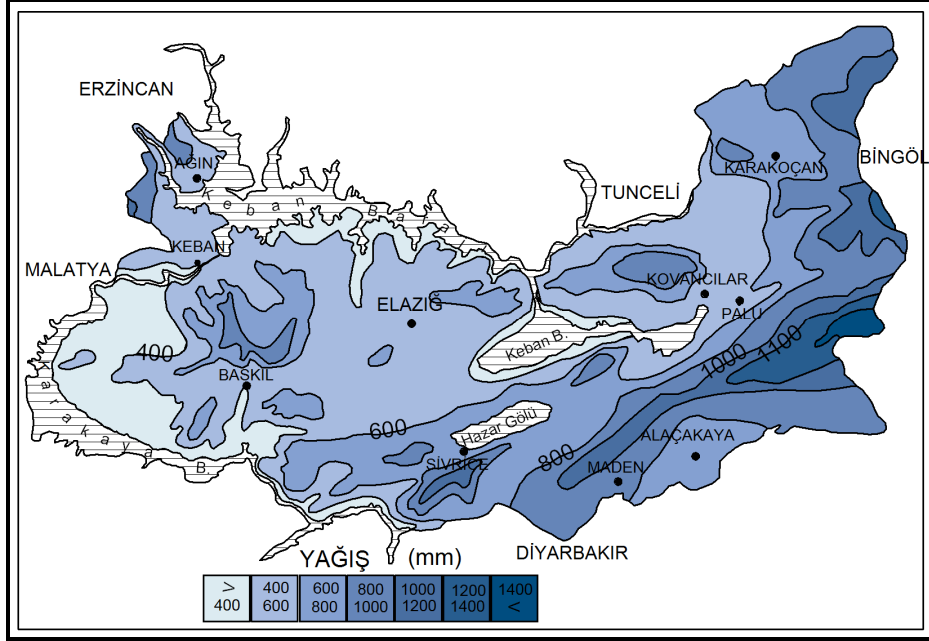 ERZİNCAN
AĞIN
BİNGÖL
KARAKOÇAN
TUNCELİ
Keban Bara
KEBAN
MALATYA
KOVANCILAR
ELAZIĞ
PALU
Keban B.
400
1000
1100
BASKİL
Karakaya B.
600
Hazar Gölü
800
ALAÇAKAYA
SİVRİCE
MADEN
DİYARBAKIR
YAĞIŞ (mm)
> 400 600 800 1000 1200 1400
400 600 800 1000 1200 1400 <